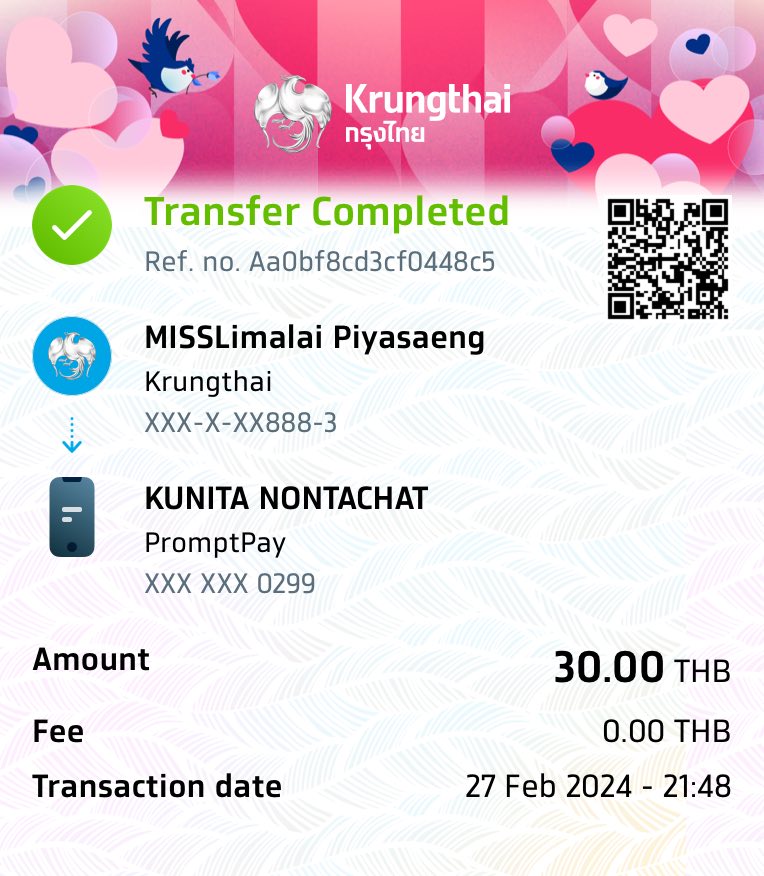 Krungthai
กรุงไทย
Transfer Completed
Ref. no. Aa0bf8cd3cf0448c5
MISSLimalai Piyasaeng
Krungthai
XXX-X-XX888-3
KUNITA NONTACHAT
PromptPay
XXX XXX 0299
Amount 30.00 THB
Fee 0.00 THB
Transaction date 27 Feb 2024 - 21:48